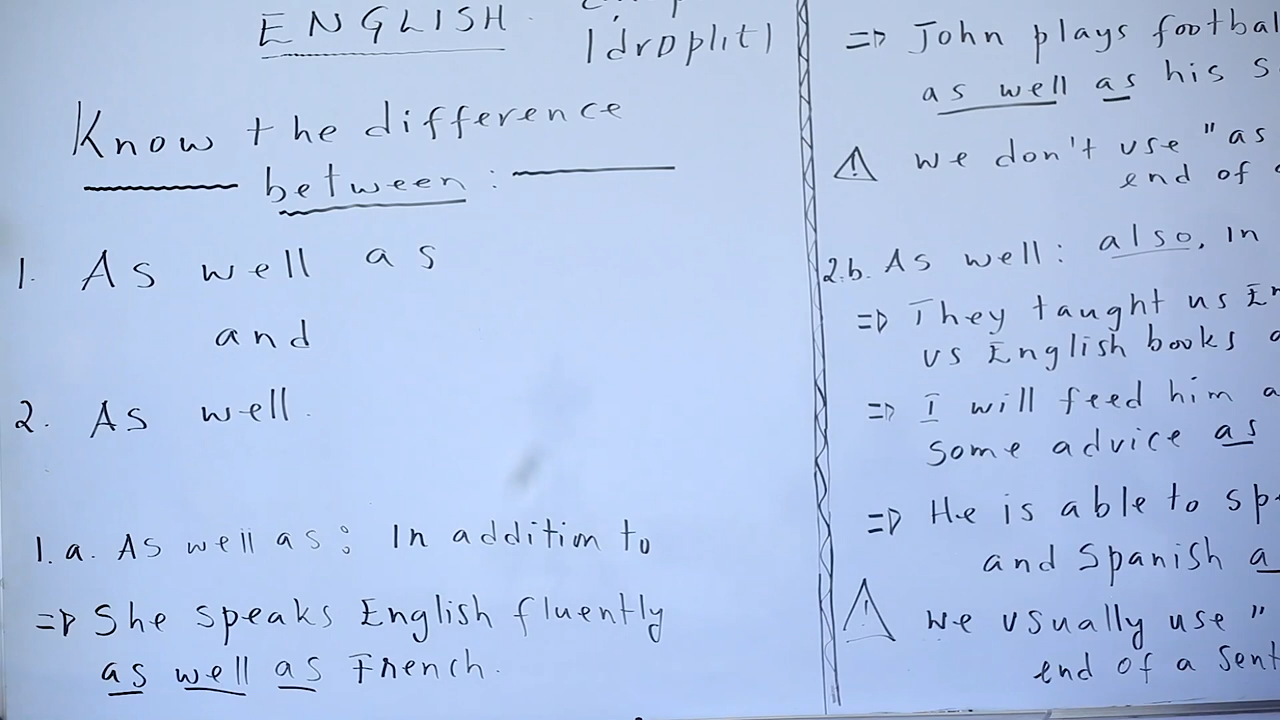 ENGLISH
|droplit|
Know the difference
between:
1. As well as
and
2. As well.
1.a. As well as: In addition to
=> She speaks English fluently
as well as French.
=> John plays
as well as his
⚠ we don't use "as
end of
2.b. As well: also, in
=> They taught us
us English books
=> I will feed him
some advice as
=> He is able to
and Spanish
⚠ we usually use "
end of a